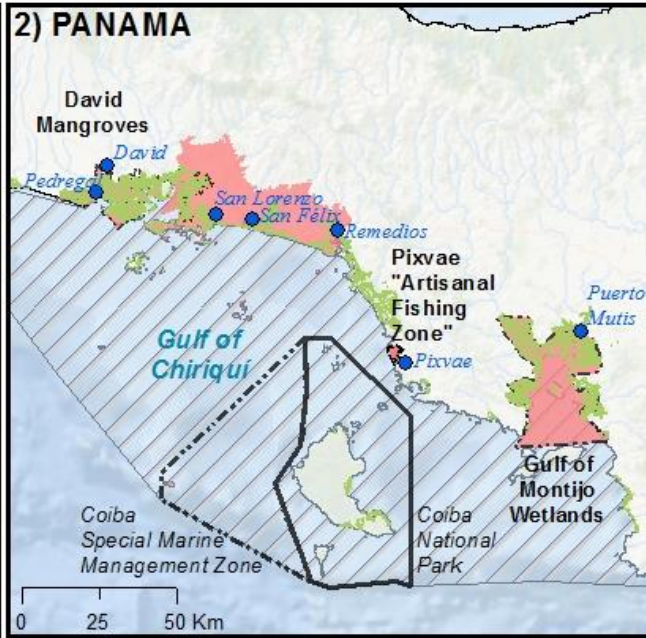 2) PANAMA
David
Mangroves
David
Pedregal
San Lorenzo
San Félix
Remedios
Pixvae
"Artisanal
Fishing
Zone"
Puerto
Mutis
Gulf of
Chiriquí
Pixvae
Gulf of
Montijo
Wetlands
Coiba
Special Marine
Management Zone
Coiba
National
Park
0 25 50 Km